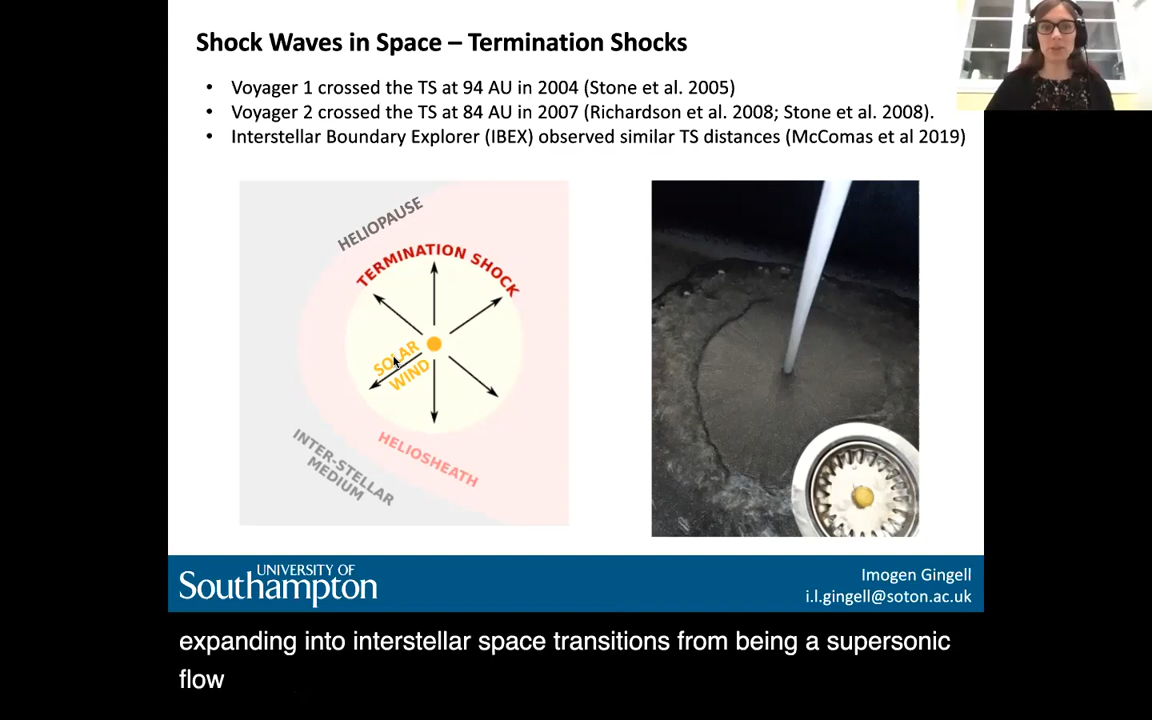 Shock Waves in Space – Termination Shocks
• Voyager 1 crossed the TS at 94 AU in 2004 (Stone et al. 2005)
• Voyager 2 crossed the TS at 84 AU in 2007 (Richardson et al. 2008; Stone et al. 2008).
• Interstellar Boundary Explorer (IBEX) observed similar TS distances (McComas et al 2019)
HELIOPAUSE
TERMINATION SHOCK
SOLAR
WIND
HELIOSHEATH
INTER-STELLAR
MEDIUM
UNIVERSITY OF
Southampton
Imogen Gingell
i.l.gingell@soton.ac.uk
expanding into interstellar space transitions from being a supersonic
flow